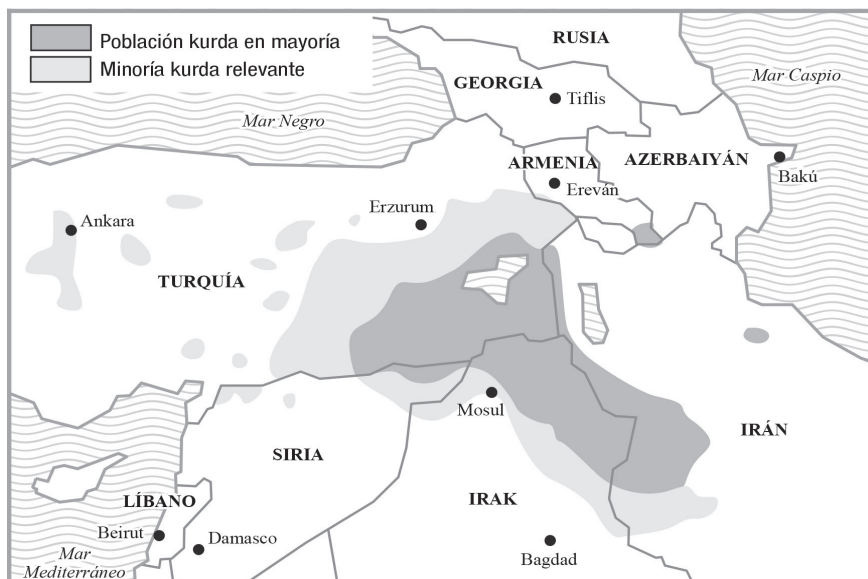 Población kurda en mayoría
Minoría kurda relevante
RUSIA
Mar Caspio
GEORGIA
Tiflis
Mar Negro
ARMENIA
AZERBAIYÁN
Bakú
Ereván
Ankara
Erzurum
TURQUÍA
Mosul
IRÁN
SIRIA
LÍBANO
IRAK
Beirut
Damasco
Bagdad
Mar
Mediterráneo